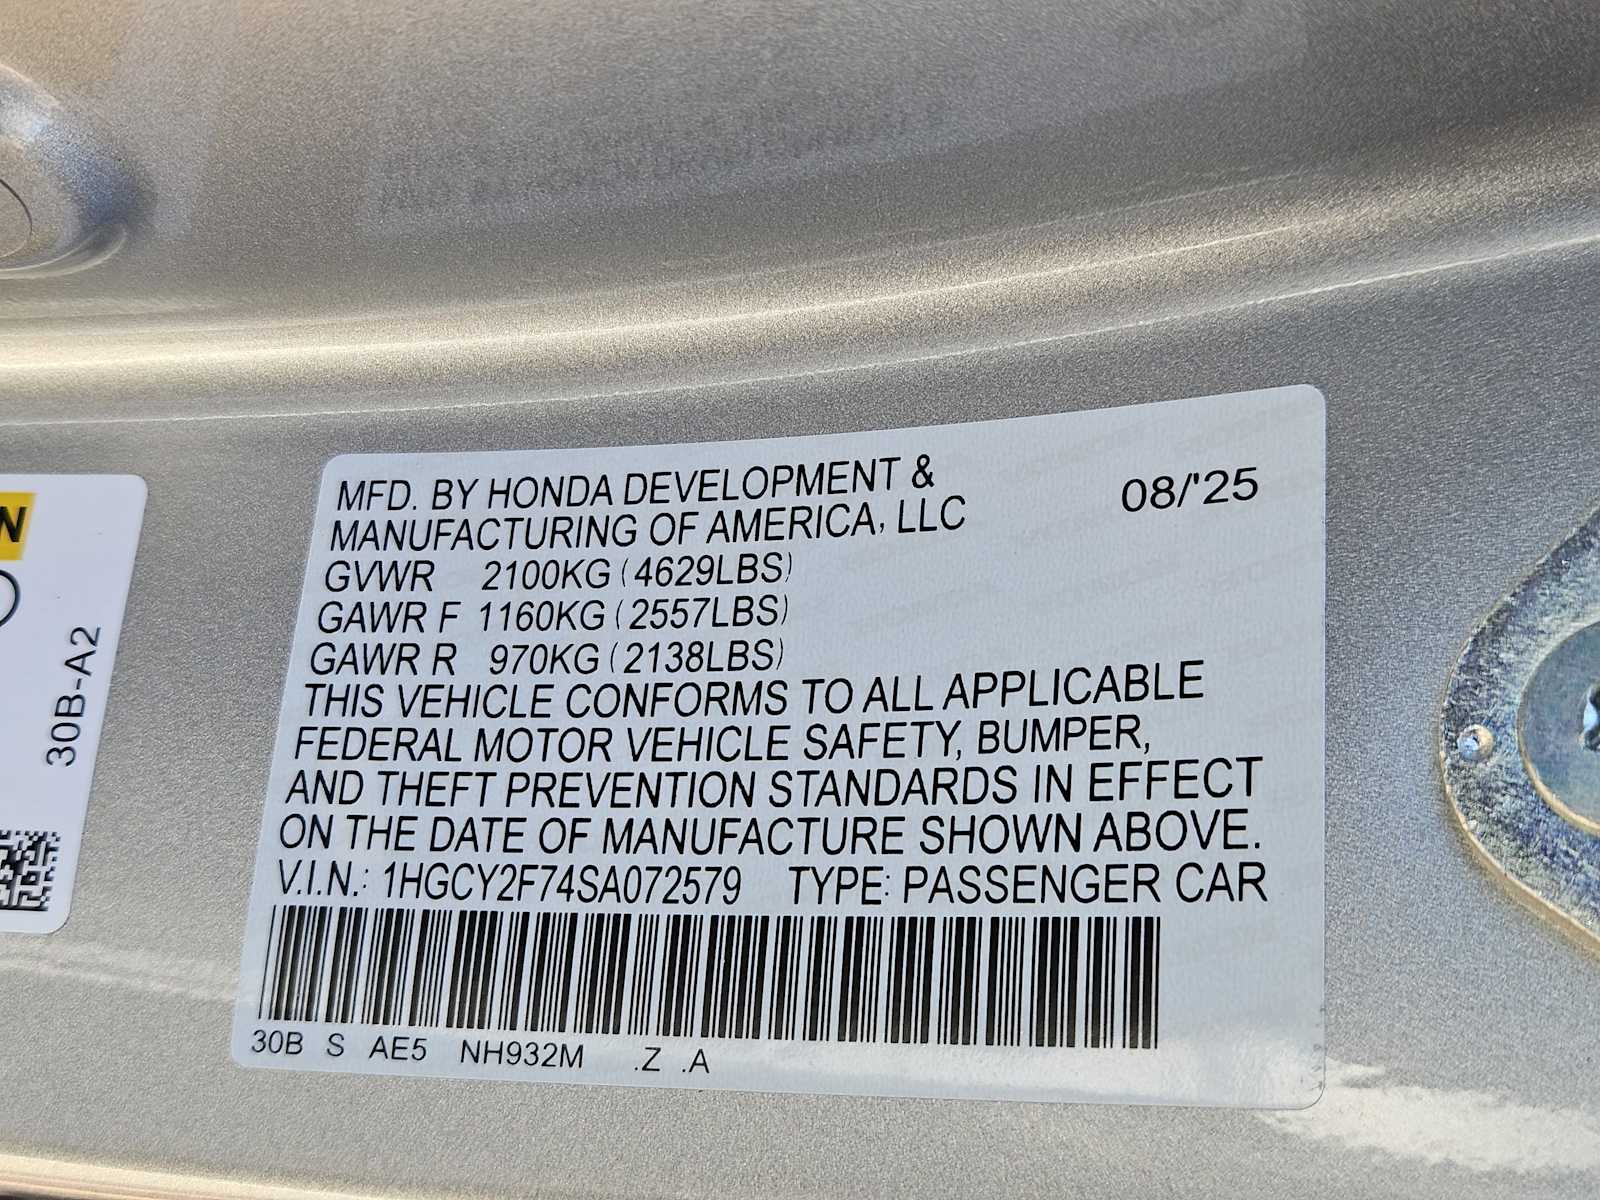 MFD. BY HONDA DEVELOPMENT &
MANUFACTURING OF AMERICA, LLC
08/'25
GVWR 2100KG (4629LBS)
GAWR F 1160KG (2557LBS)
GAWR R 970KG (2138LBS)
THIS VEHICLE CONFORMS TO ALL APPLICABLE
FEDERAL MOTOR VEHICLE SAFETY, BUMPER,
AND THEFT PREVENTION STANDARDS IN EFFECT
ON THE DATE OF MANUFACTURE SHOWN ABOVE.
V.I.N.: 1HGCY2F74SA072579 TYPE: PASSENGER CAR
30B S AE5 NH932M .Z .A
30B-A2